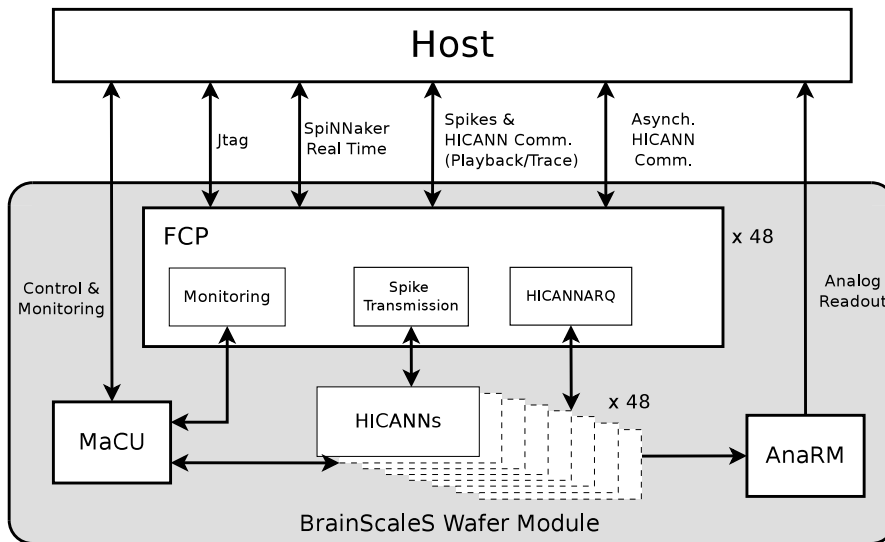 Host
Jtag
SpiNNaker
Real Time
Spikes &
HICANN Comm.
(Playback/Trace)
Asynch.
HICANN
Comm.
FCP
x 48
Control &
Monitoring
Monitoring
Spike
Transmission
HICANNARQ
Analog
Readout
HICANNs
x 48
MaCU
AnaRM
BrainScaleS Wafer Module